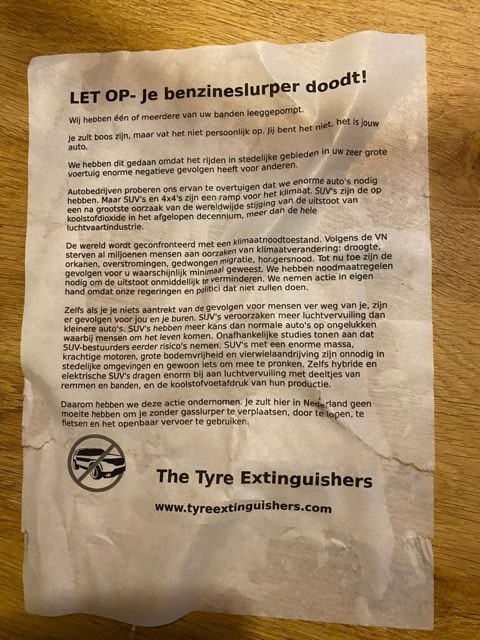 LET OP- Je benzineslurper doodt!
Wij hebben één of meerdere van uw banden leeggepompt.
Je zult boos zijn, maar vat het niet persoonlijk op. Jij bent het niet, het is jouw
auto.
We hebben dit gedaan omdat het rijden in stedelijke gebieden in uw zeer grote
voertuig enorme negatieve gevolgen heeft voor anderen.
Autobedrijven proberen ons ervan te overtuigen dat we enorme auto's nodig
hebben. Maar SUV's en 4x4's zijn een ramp voor het klimaat. SUV's zijn de op
een na grootste oorzaak van de wereldwijde stijging van de uitstoot van
koolstofdioxide in het afgelopen decennium, meer dan de hele
luchtvaartindustrie.
De wereld wordt geconfronteerd met een klimaatnoodtoestand. Volgens de VN
sterven al miljoenen mensen aan oorzaken van klimaatverandering: droogte,
orkanen, overstromingen, gedwongen migratie, hongersnood. Tot nu toe zijn de
gevolgen voor u waarschijnlijk minimaal geweest. We hebben noodmaatregelen
nodig om de uitstoot onmiddellijk te verminderen. We nemen actie in eigen
hand omdat onze regeringen en politici dat niet zullen doen.
Zelfs als je je niets aantrekt van de gevolgen voor mensen ver weg van je, zijn
er gevolgen voor jou en je buren. SUV's veroorzaken meer luchtvervuiling dan
kleinere auto's. SUV's hebben meer kans dan normale auto's op ongelukken
waarbij mensen om het leven komen. Onafhankelijke studies tonen aan dat
SUV-bestuurders eerder risico's nemen. SUV's met een enorme massa,
krachtige motoren, grote bodemvrijheid en vierwielaandrijving zijn onnodig in
stedelijke omgevingen en gewoon iets om mee te pronken. Zelfs hybride en
elektrische SUV's dragen enorm bij aan luchtvervuiling met deeltjes van
remmen en banden, en de koolstofvoetafdruk van hun productie.
Daarom hebben we deze actie ondernomen. Je zult hier in Nederland geen
moeite hebben om je zonder gasslurper te verplaatsen, door te lopen, te
fietsen en het openbaar vervoer te gebruiken.
The Tyre Extinguishers
www.tyreextinguishers.com